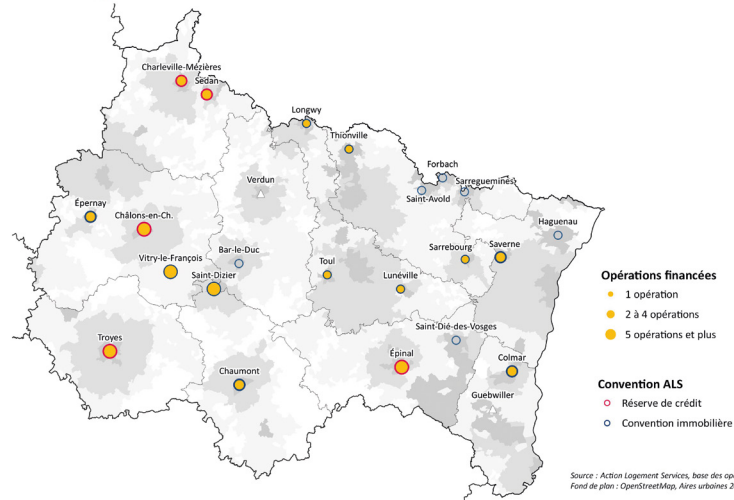 Charleville-Mézières
Sedan
Longwy
Thionville
Forbach
Sarreguemines
Saint-Avold
Verdun
Épernay
Châlons-en-Ch.
Haguenau
Vitry-le-François
Bar-le-Duc
Saint-Dizier
Toul
Lunéville
Sarrebourg
Saverne
Troyes
Chaumont
Épinal
Saint-Dié-des-Vosges
Colmar
Guebwiller
Opérations financées
1 opération
2 à 4 opérations
5 opérations et plus
Convention ALS
Réserve de crédit
Convention immobilière
Source : Action Logement Services, base des
Fond de plan : OpenStreetMap, Aires urbaines